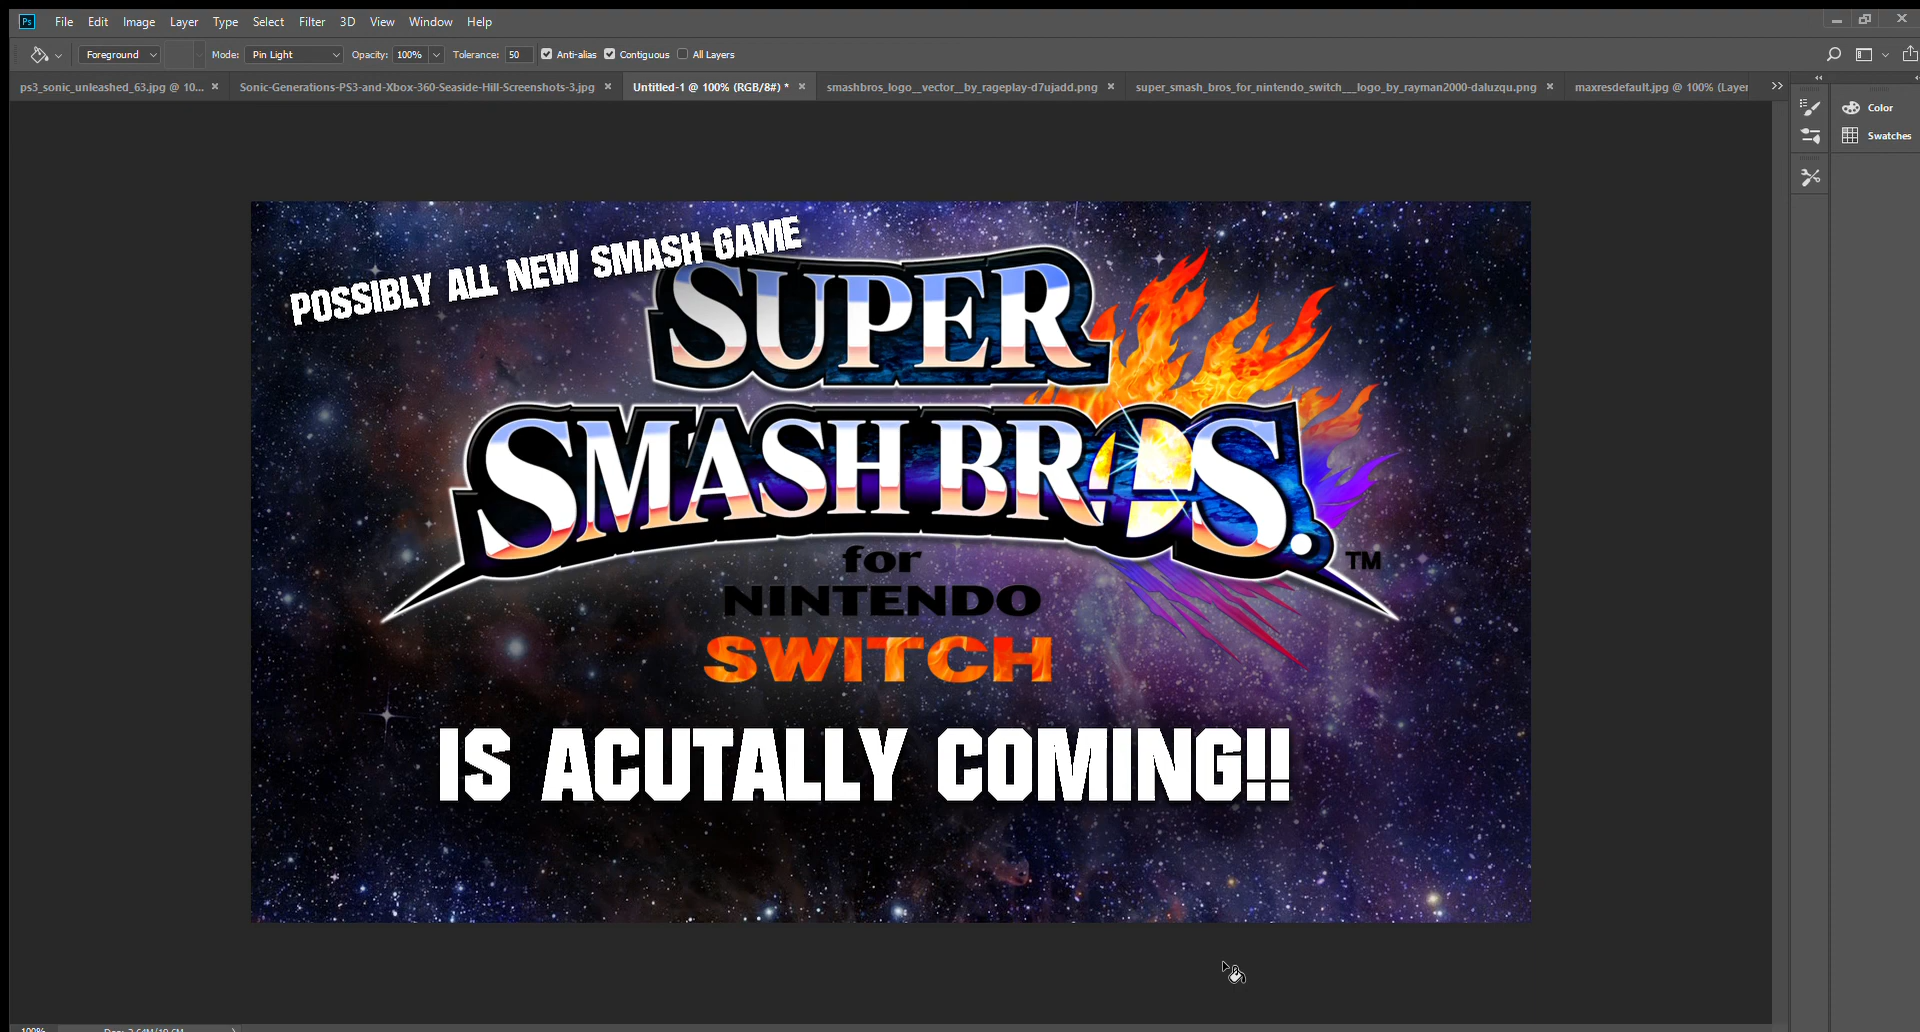 Ps File Edit Image Layer Type Select Filter 3D View Window Help
Foreground Mode: Pin Light Opacity: 100% Tolerance: 50 Anti-alias Contiguous All Layers
ps3_sonic_unleashed_63.jpg @ 10... × Sonic-Generations-PS3-and-Xbox-360-Seaside-Hill-Screenshots-3.jpg × Untitled-1 @ 100% (RGB/8#) * × smashbros_logo__vector__by_rageplay-d7ujadd.png × super_smash_bros_for_nintendo_switch___logo_by_rayman2000-daluzqu.png × maxresdefault.jpg @ 100% (Layer
Color
Swatches
POSSIBLY ALL NEW SMASH GAME
SUPER
SMASH BROS.
TM
for
NINTENDO
SWITCH
IS ACUTALLY COMING!!
100%